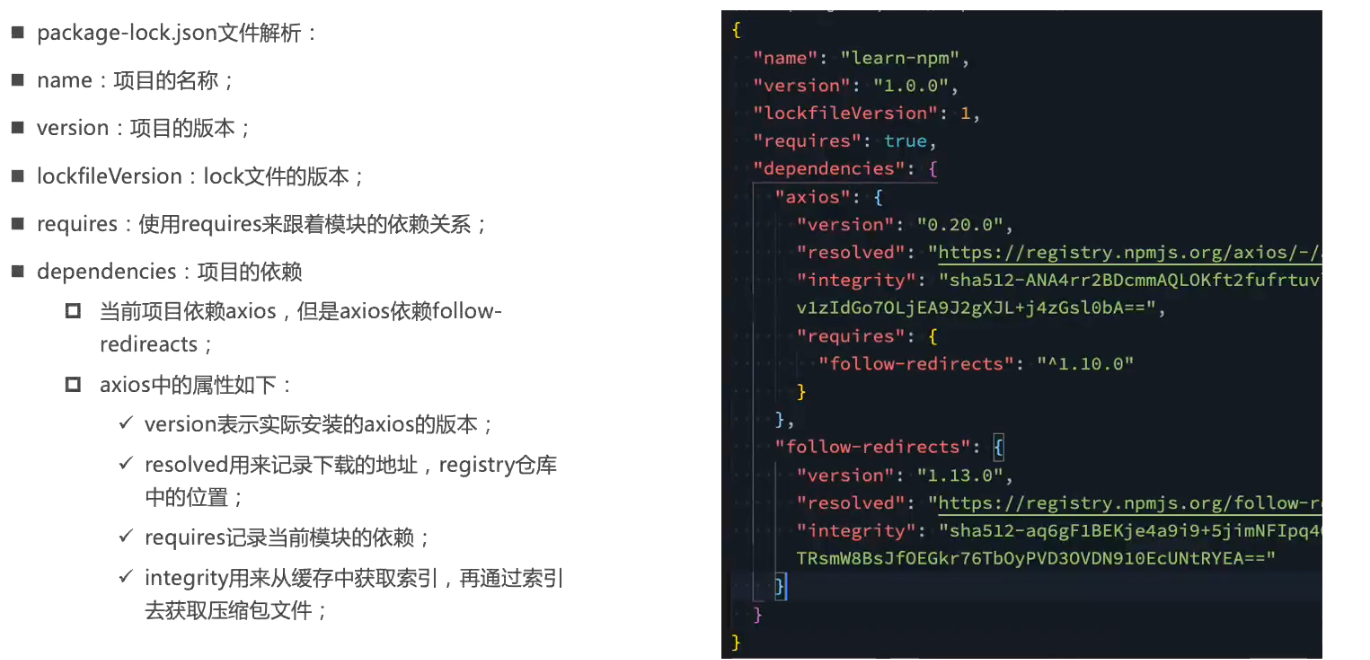 package-lock.json文件解析：
name：项目的名称；
version：项目的版本；
lockfileVersion：lock文件的版本；
requires：使用requires来跟着模块的依赖关系；
dependencies：项目的依赖
当前项目依赖axios，但是axios依赖follow-
redireacts；
axios中的属性如下：
version表示实际安装的axios的版本；
resolved用来记录下载的地址，registry仓库
中的位置；
requires记录当前模块的依赖；
integrity用来从缓存中获取索引，再通过索引
去获取压缩包文件；
{
"name": "learn-npm",
"version": "1.0.0",
"lockfileVersion": 1,
"requires": true,
"dependencies": {
"axios": {
"version": "0.20.0",
"resolved": "https://registry.npmjs.org/axios/-/
"integrity": "sha512-ANA4rr2BDcmmAQLOKft2fufrtuv
v1zIdGo7OLjEA9J2gXJL+j4zGsl0bA==",
"requires": {
"follow-redirects": "^1.10.0"
}
},
"follow-redirects": {
"version": "1.13.0",
"resolved": "https://registry.npmjs.org/follow-r
"integrity": "sha512-aq6gF1BEKje4a9i9+5jimNFIpq4
TRsmW8BsJfOEGkr76TbOyPVD3OVDN910EcUNtRYEA=="
}
}
}